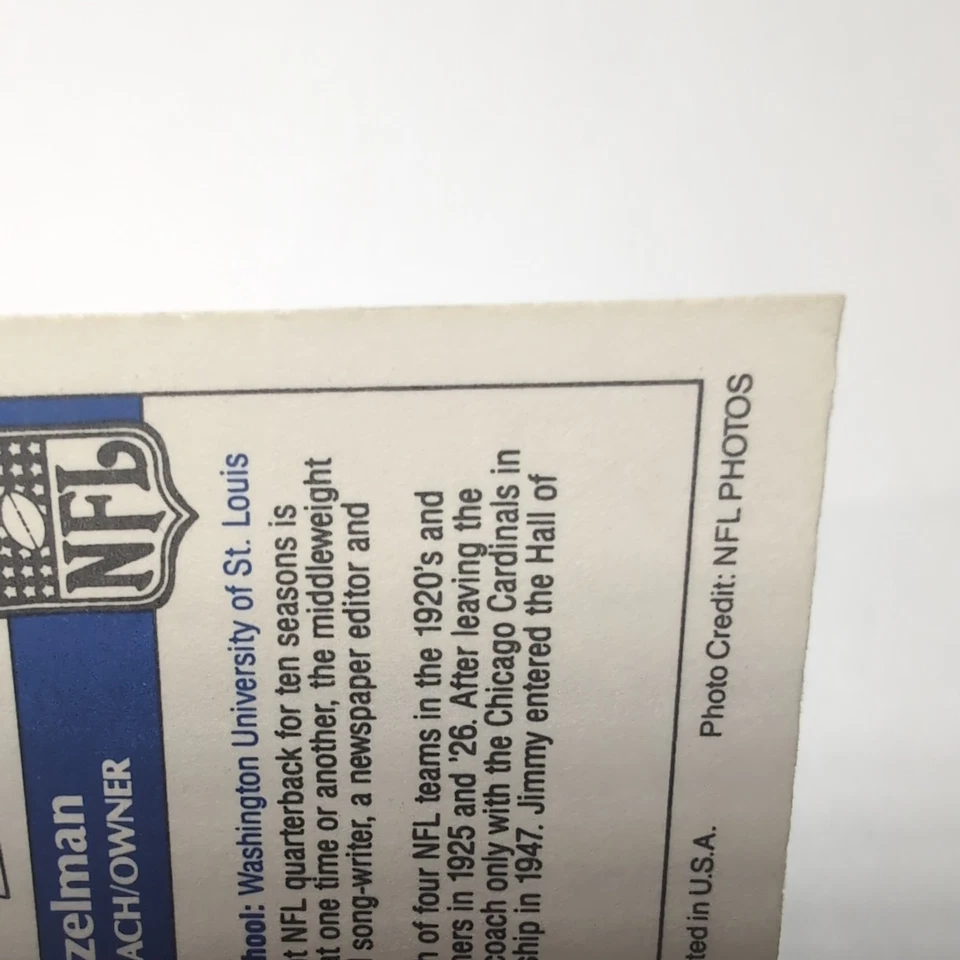 NFL
zelman
ACH/OWNER
hool: Washington University of St. Louis
t NFL quarterback for ten seasons is
t one time or another, the middleweight
song-writer, a newspaper editor and
of four NFL teams in the 1920's and
ners in 1925 and '26. After leaving the
coach only with the Chicago Cardinals in
ship in 1947. Jimmy entered the Hall of
ted in U.S.A. Photo Credit: NFL PHOTOS